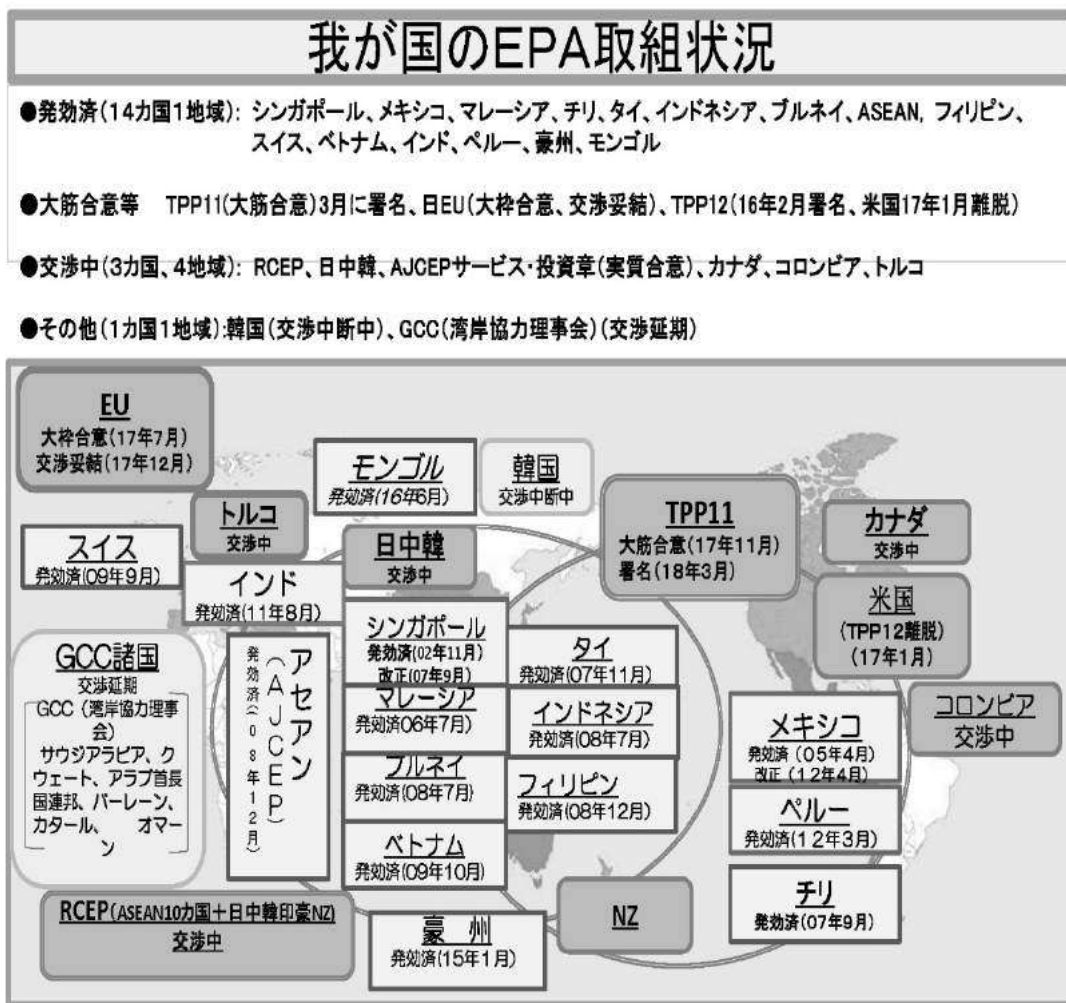 我が国のEPA取組状況
●発効済(14カ国1地域): シンガポール、メキシコ、マレーシア、チリ、タイ、インドネシア、ブルネイ、ASEAN, フィリピン、
スイス、ベトナム、インド、ペルー、豪州、モンゴル
●大筋合意等 TPP11(大筋合意)3月に署名、日EU(大枠合意、交渉妥結)、TPP12(16年2月署名、米国17年1月離脱)
●交渉中(3カ国、4地域): RCEP、日中韓、AJCEPサービス・投資章(実質合意)、カナダ、コロンビア、トルコ
●その他(1カ国1地域):韓国(交渉中断中)、GCC(湾岸協力理事会)(交渉延期)
EU
大枠合意(17年7月)
交渉妥結(17年12月)
モンゴル
発効済(16年6月)
韓国
交渉中断中
トルコ
交渉中
スイス
発効済(09年9月)
インド
発効済(11年8月)
日中韓
交渉中
TPP11
大筋合意(17年11月)
署名(18年3月)
カナダ
交渉中
米国
(TPP12離脱)
(17年1月)
コロンビア
交渉中
GCC諸国
交渉延期
GCC(湾岸協力理事
会)
サウジアラビア、ク
ウェート、アラブ首長
国連邦、バーレーン、
カタール、 オマー
ン
アセアン
(AJCEP)
発効済(08年12月)
シンガポール
発効済(02年11月)
改正(07年9月)
マレーシア
発効済(06年7月)
ブルネイ
発効済(08年7月)
ベトナム
発効済(09年10月)
タイ
発効済(07年11月)
インドネシア
発効済(08年7月)
フィリピン
発効済(08年12月)
メキシコ
発効済(05年4月)
改正(12年4月)
ペルー
発効済(12年3月)
チリ
発効済(07年9月)
RCEP(ASEAN10カ国+日中韓印豪NZ)
交渉中
豪 州
発効済(15年1月)
NZ